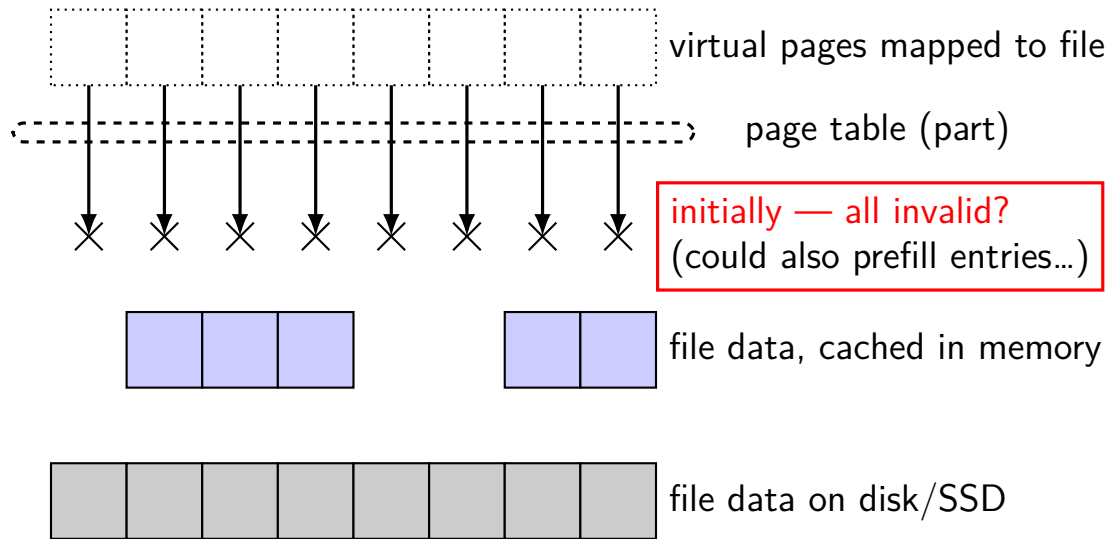 virtual pages mapped to file
page table (part)
initially — all invalid?
(could also prefill entries…)
file data, cached in memory
file data on disk/SSD